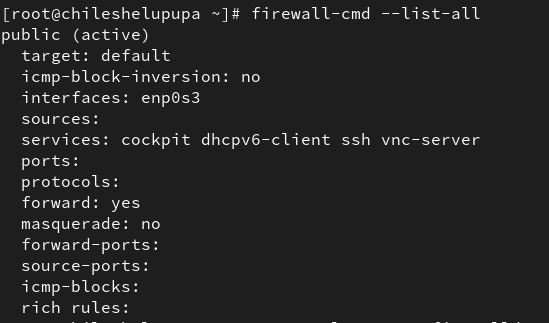 [root@chileshelupupa ~]# firewall-cmd --list-all
public (active)
  target: default
  icmp-block-inversion: no
  interfaces: enp0s3
  sources:
  services: cockpit dhcpv6-client ssh vnc-server
  ports:
  protocols:
  forward: yes
  masquerade: no
  forward-ports:
  source-ports:
  icmp-blocks:
  rich rules: